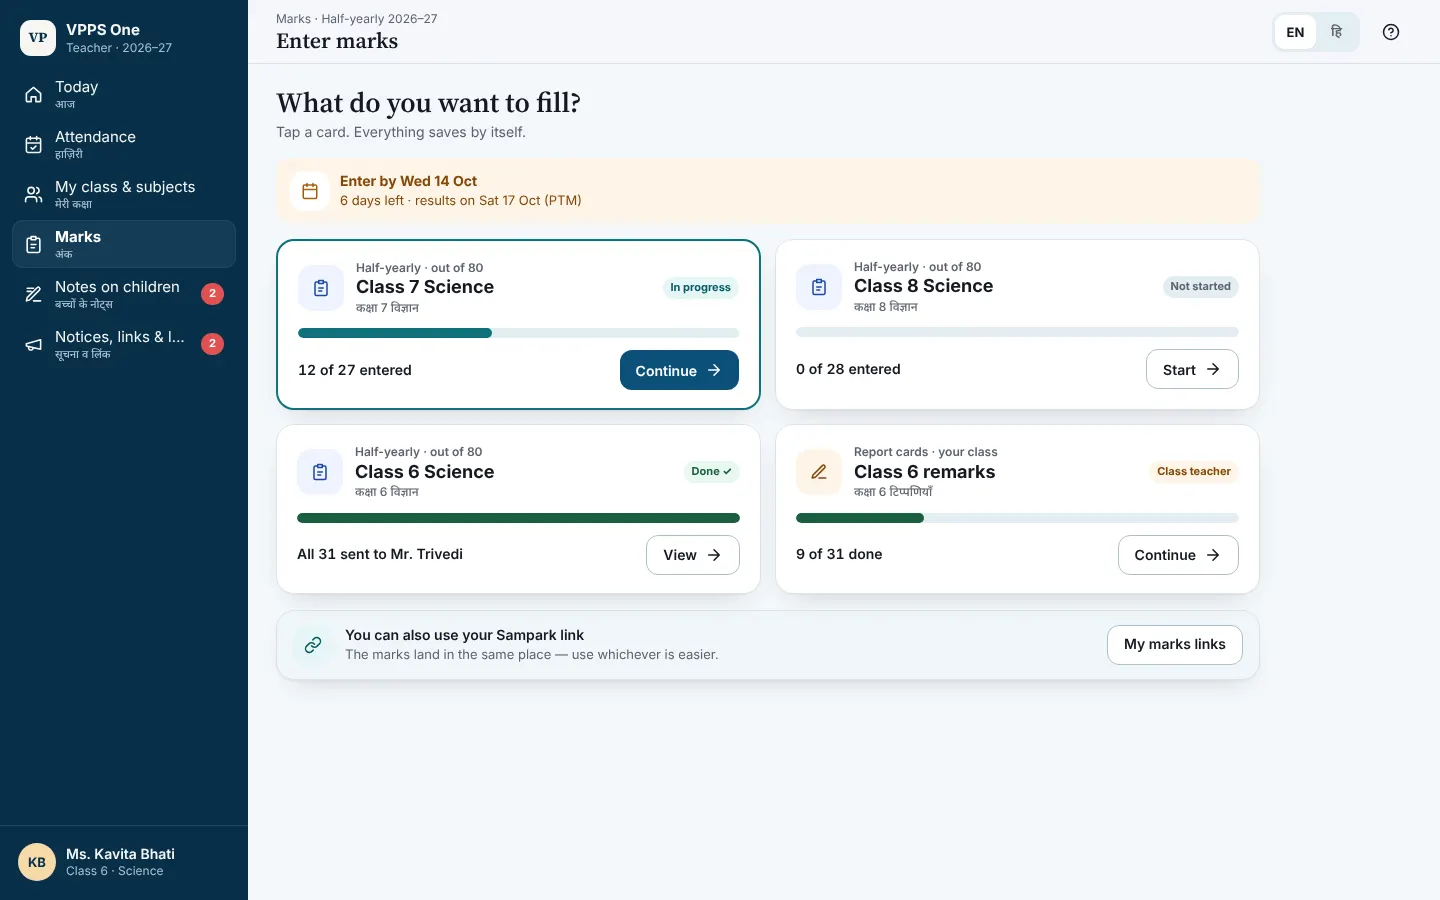 VP
VPPS One
Teacher · 2026–27
Today
आज
Attendance
हाज़िरी
My class & subjects
मेरी कक्षा
Marks
अंक
Notes on children
बच्चों के नोट्स
2
Notices, links & l...
सूचना व लिंक
2
KB
Ms. Kavita Bhati
Class 6 · Science
Marks · Half-yearly 2026–27
Enter marks
EN
हि
What do you want to fill?
Tap a card. Everything saves by itself.
Enter by Wed 14 Oct
6 days left · results on Sat 17 Oct (PTM)
Half-yearly · out of 80
Class 7 Science
कक्षा 7 विज्ञान
In progress
12 of 27 entered
Continue →
Half-yearly · out of 80
Class 8 Science
कक्षा 8 विज्ञान
Not started
0 of 28 entered
Start →
Half-yearly · out of 80
Class 6 Science
कक्षा 6 विज्ञान
Done ✓
All 31 sent to Mr. Trivedi
View →
Report cards · your class
Class 6 remarks
कक्षा 6 टिप्पणियाँ
Class teacher
9 of 31 done
Continue →
You can also use your Sampark link
The marks land in the same place — use whichever is easier.
My marks links